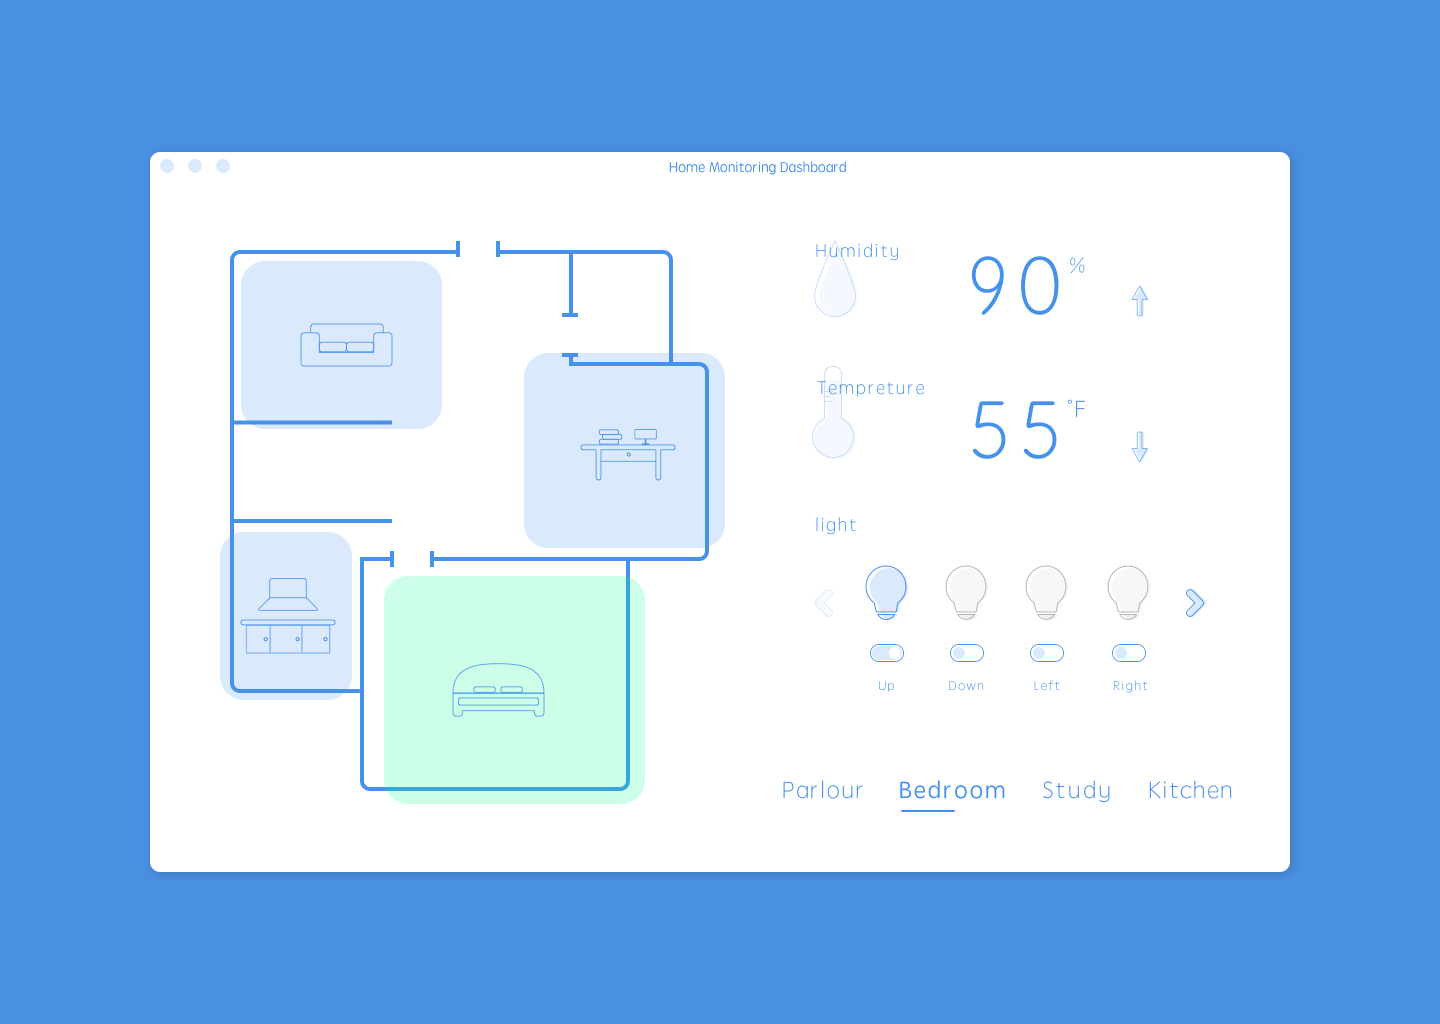 Home Monitoring Dashboard
Humidity
90 %
Tempreture
55 °F
light
Up Down Left Right
Parlour Bedroom Study Kitchen